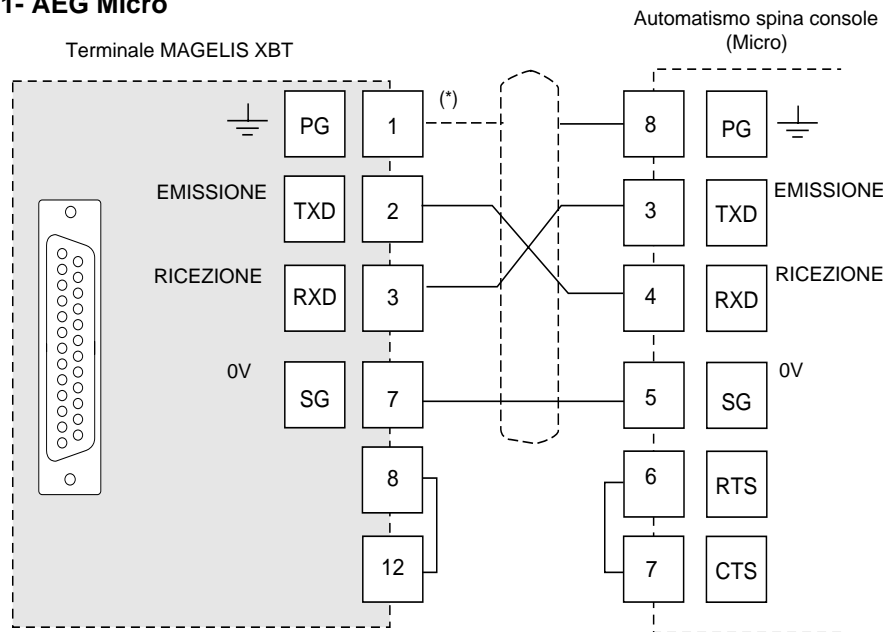 1- AEG Micro
Terminale MAGELIS XBT
Automatismo spina console
(Micro)
PG 1 (*) 8 PG
EMISSIONE TXD 2 3 TXD EMISSIONE
RICEZIONE RXD 3 4 RXD RICEZIONE
0V SG 7 5 SG 0V
8 6 RTS
12 7 CTS